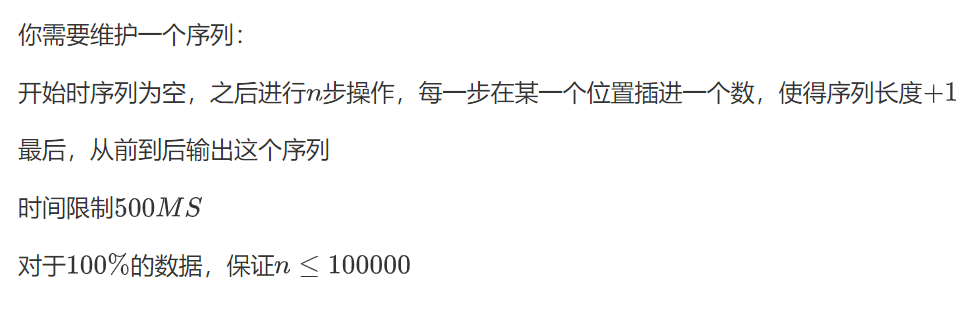 你需要维护一个序列：
开始时序列为空，之后进行n步操作，每一步在某一个位置插进一个数，使得序列长度+1
最后，从前到后输出这个序列
时间限制500MS
对于100%的数据，保证n ≤ 100000